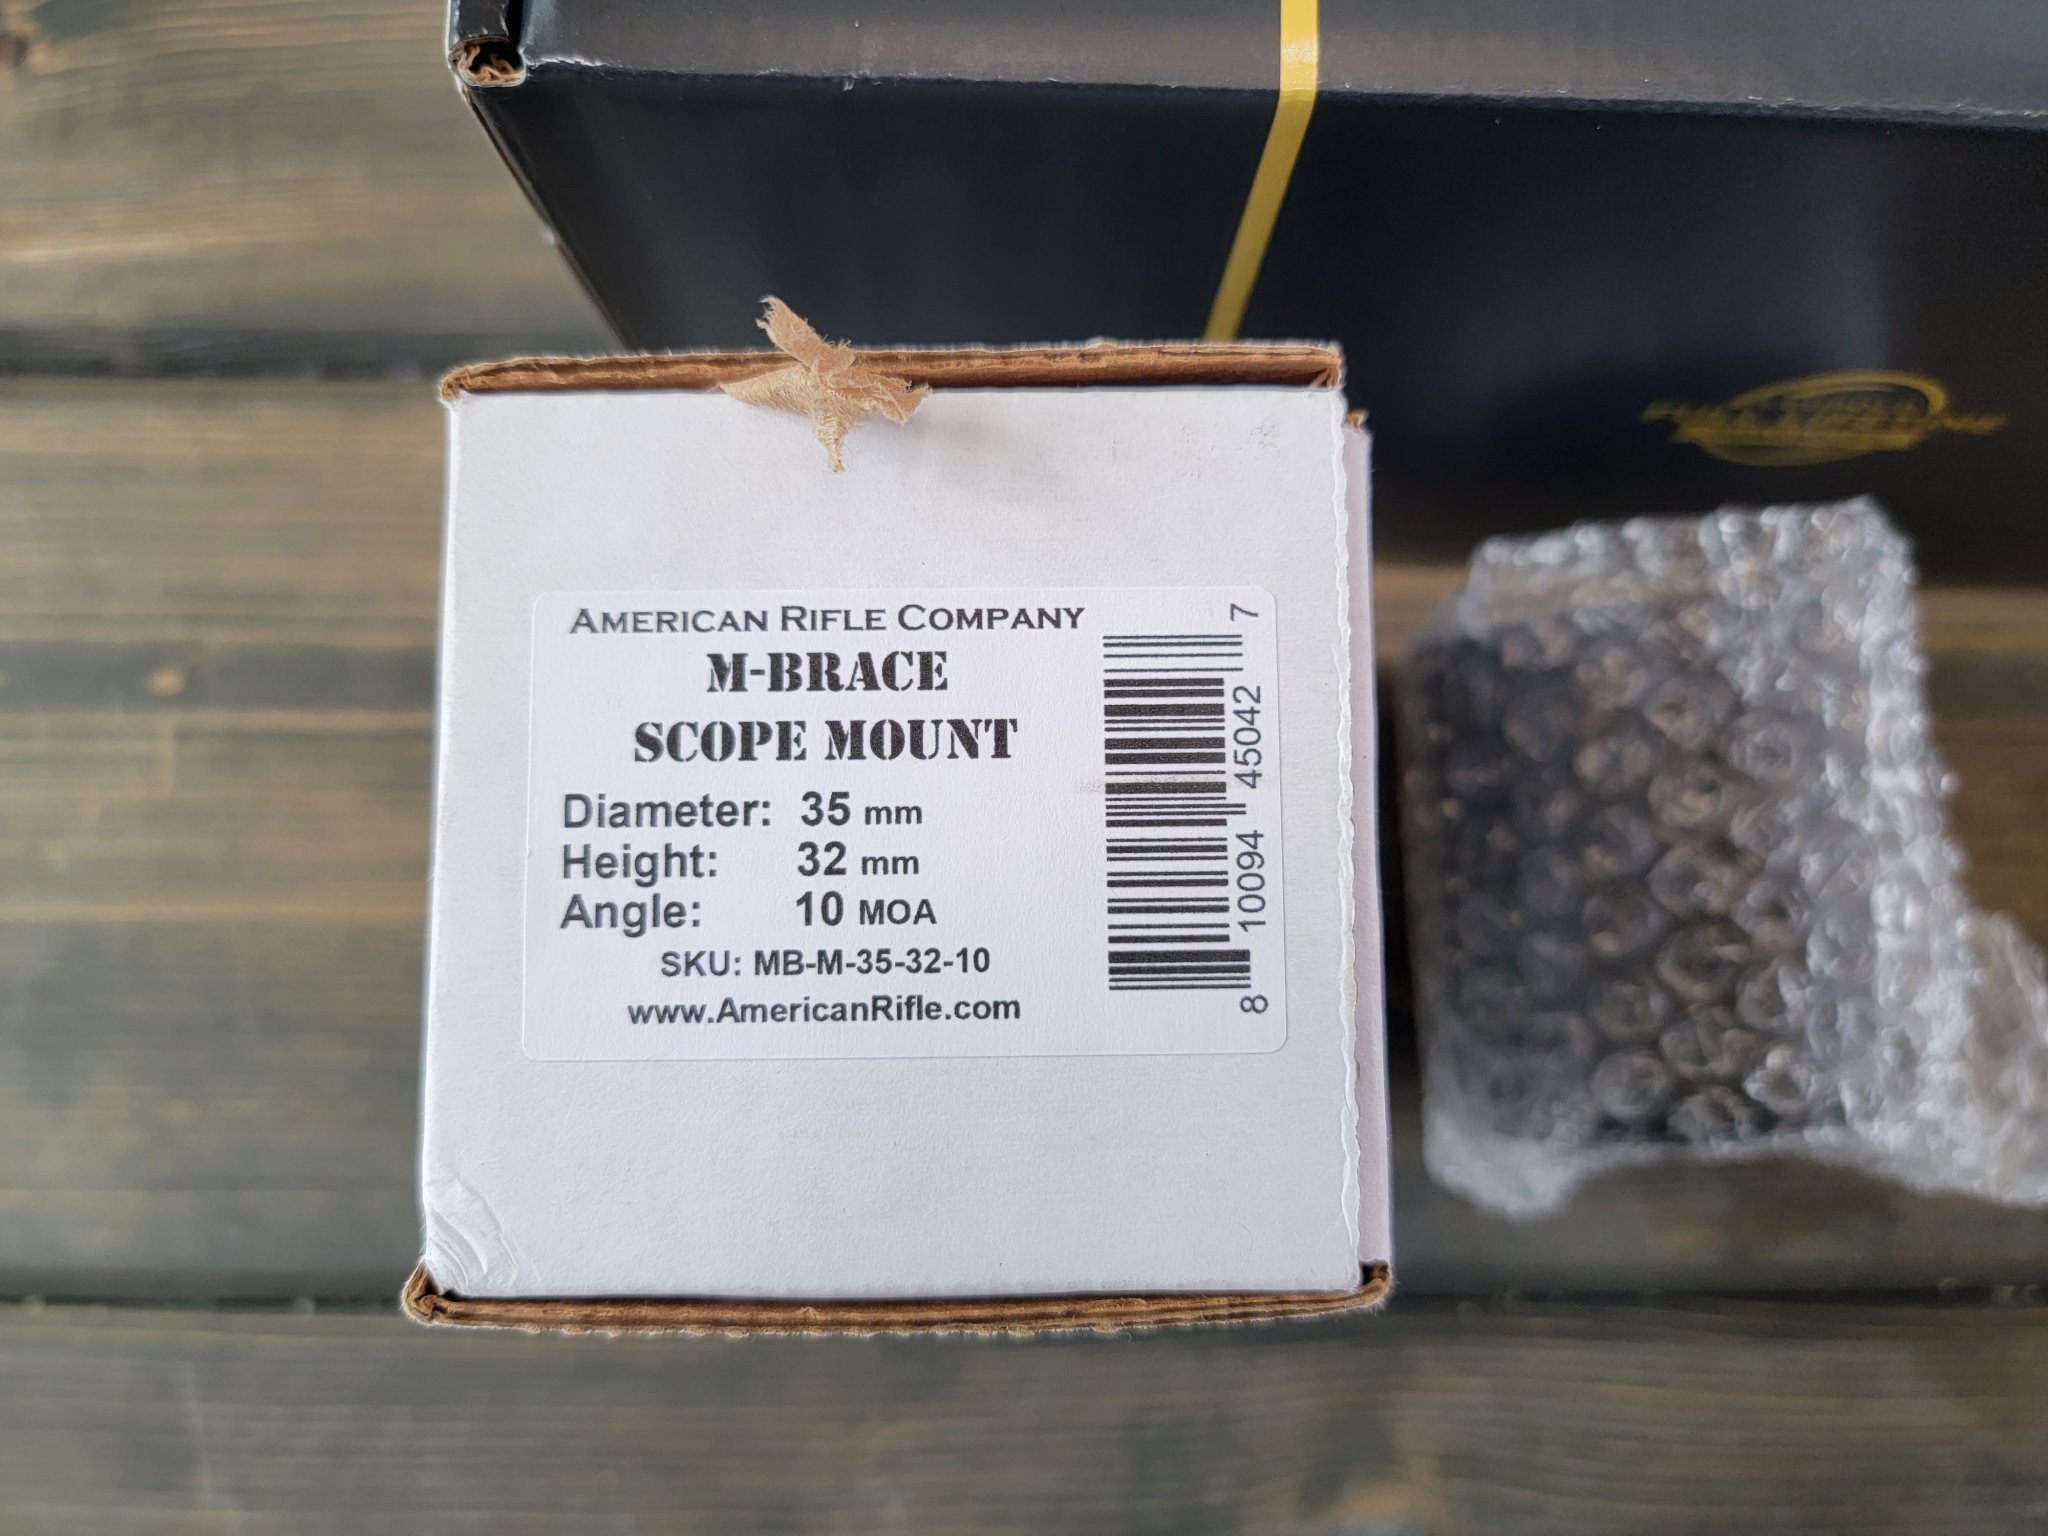 AMERICAN RIFLE COMPANY
M-BRACE
SCOPE MOUNT
Diameter: 35 mm
Height: 32 mm
Angle: 10 MOA
SKU: MB-M-35-32-10
www.AmericanRifle.com
8 10094 45042 7